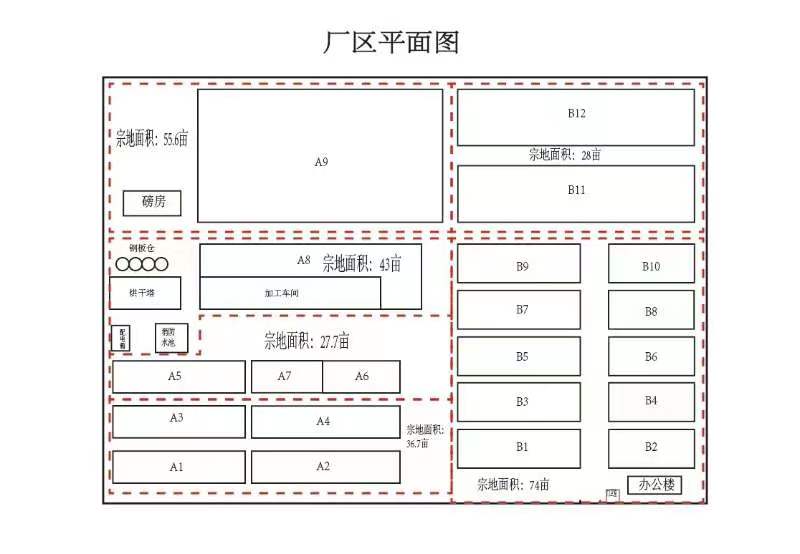 厂区平面图
宗地面积：55.6亩
A9
磅房
B12
宗地面积：28亩
B11
钢板仓
烘干塔
A8
宗地面积：43亩
加工车间
配电箱
消防
水池
宗地面积：27.7亩
A5
A7
A6
A3
A4
宗地面积：
36.7亩
A1
A2
B9
B10
B7
B8
B5
B6
B3
B4
B1
B2
宗地面积：74亩
办公楼